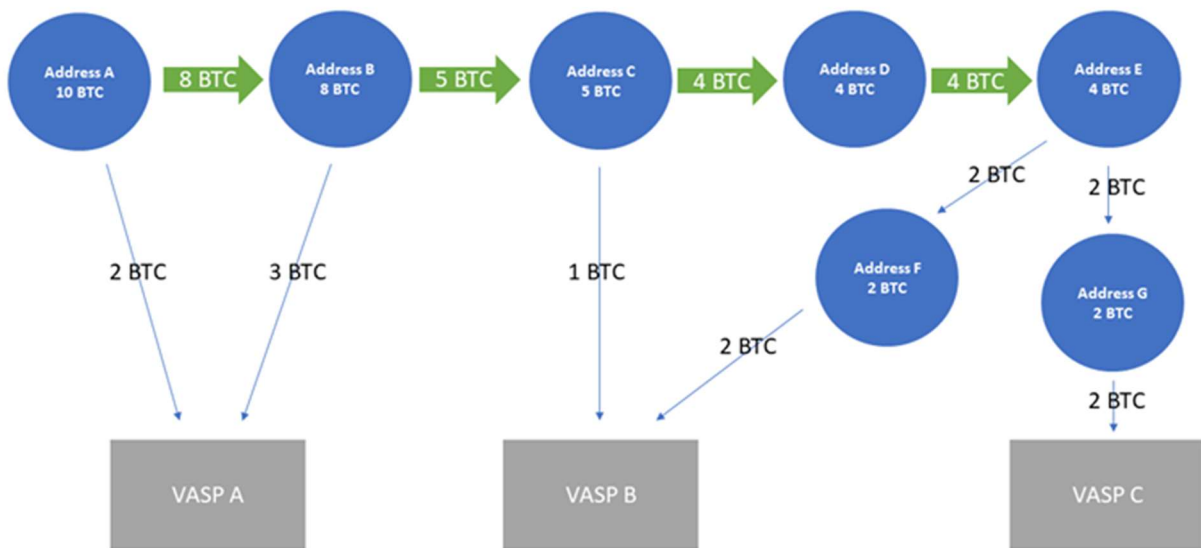 Address A
10 BTC
8 BTC
Address B
8 BTC
5 BTC
Address C
5 BTC
4 BTC
Address D
4 BTC
4 BTC
Address E
4 BTC
2 BTC
2 BTC
2 BTC
3 BTC
1 BTC
Address F
2 BTC
Address G
2 BTC
2 BTC
2 BTC
VASP A
VASP B
VASP C